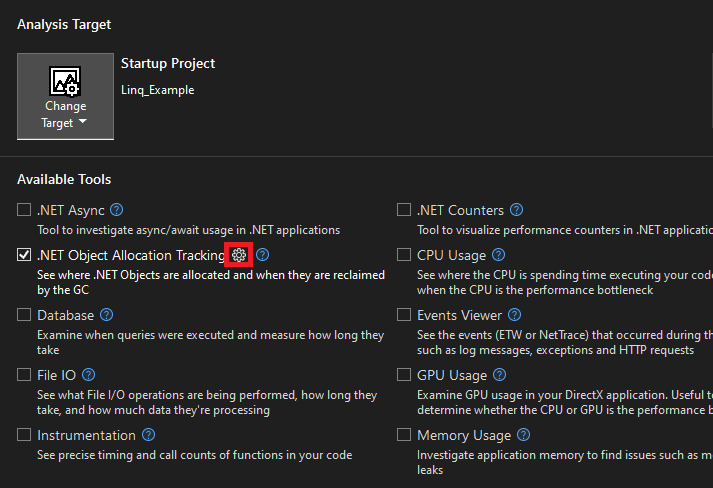 Analysis Target
Change
Target
Startup Project
Linq_Example
Available Tools
.NET Async
Tool to investigate async/await usage in .NET applications
.NET Object Allocation Tracking
See where .NET Objects are allocated and when they are reclaimed
by the GC
Database
Examine when queries were executed and measure how long they
take
File IO
See what File I/O operations are being performed, how long they
take, and how much data they're processing
Instrumentation
See precise timing and call counts of functions in your code
.NET Counters
Tool to visualize performance counters in .NET applicatio
CPU Usage
See where the CPU is spending time executing your code
when the CPU is the performance bottleneck
Events Viewer
See the events (ETW or NetTrace) that occurred during th
such as log messages, exceptions and HTTP requests
GPU Usage
Examine GPU usage in your DirectX application. Useful to
determine whether the CPU or GPU is the performance b
Memory Usage
Investigate application memory to find issues such as m
leaks